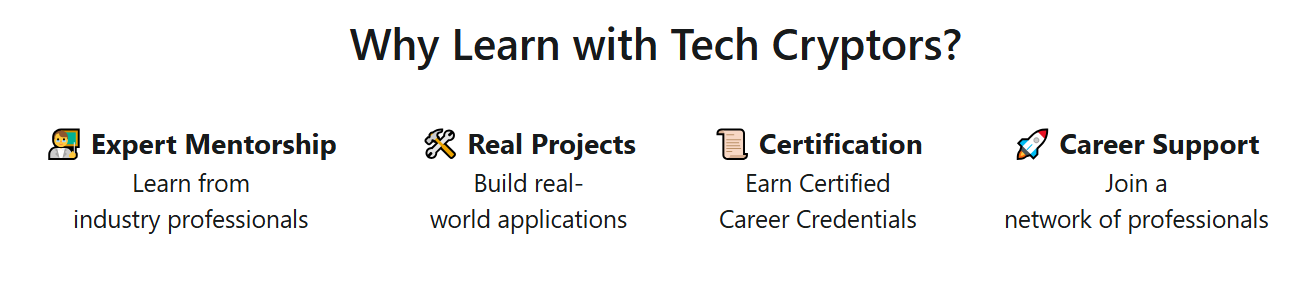 Why Learn with Tech Cryptors?
Expert Mentorship
Learn from
industry professionals
Real Projects
Build real-
world applications
Certification
Earn Certified
Career Credentials
Career Support
Join a
network of professionals